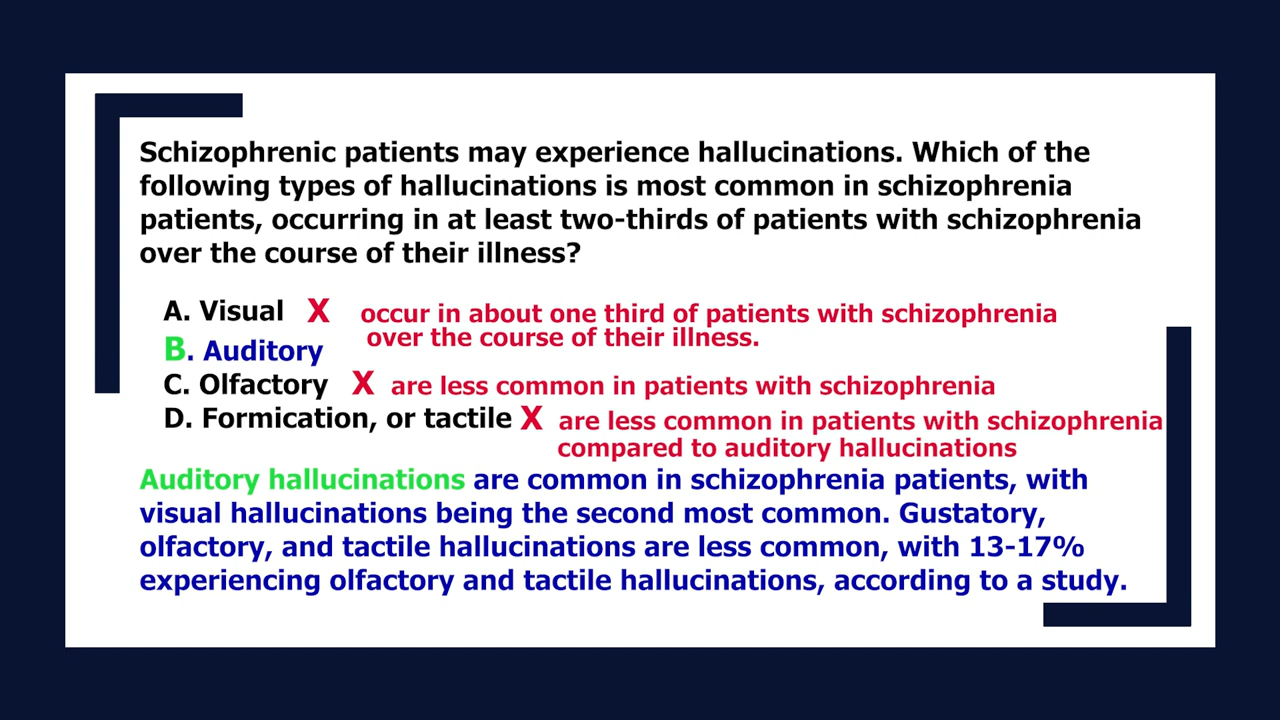 Schizophrenic patients may experience hallucinations. Which of the
following types of hallucinations is most common in schizophrenia
patients, occurring in at least two-thirds of patients with schizophrenia
over the course of their illness?
A. Visual X occur in about one third of patients with schizophrenia
over the course of their illness.
B. Auditory
C. Olfactory X are less common in patients with schizophrenia
D. Formication, or tactile X are less common in patients with schizophrenia
compared to auditory hallucinations
Auditory hallucinations are common in schizophrenia patients, with
visual hallucinations being the second most common. Gustatory,
olfactory, and tactile hallucinations are less common, with 13-17%
experiencing olfactory and tactile hallucinations, according to a study.